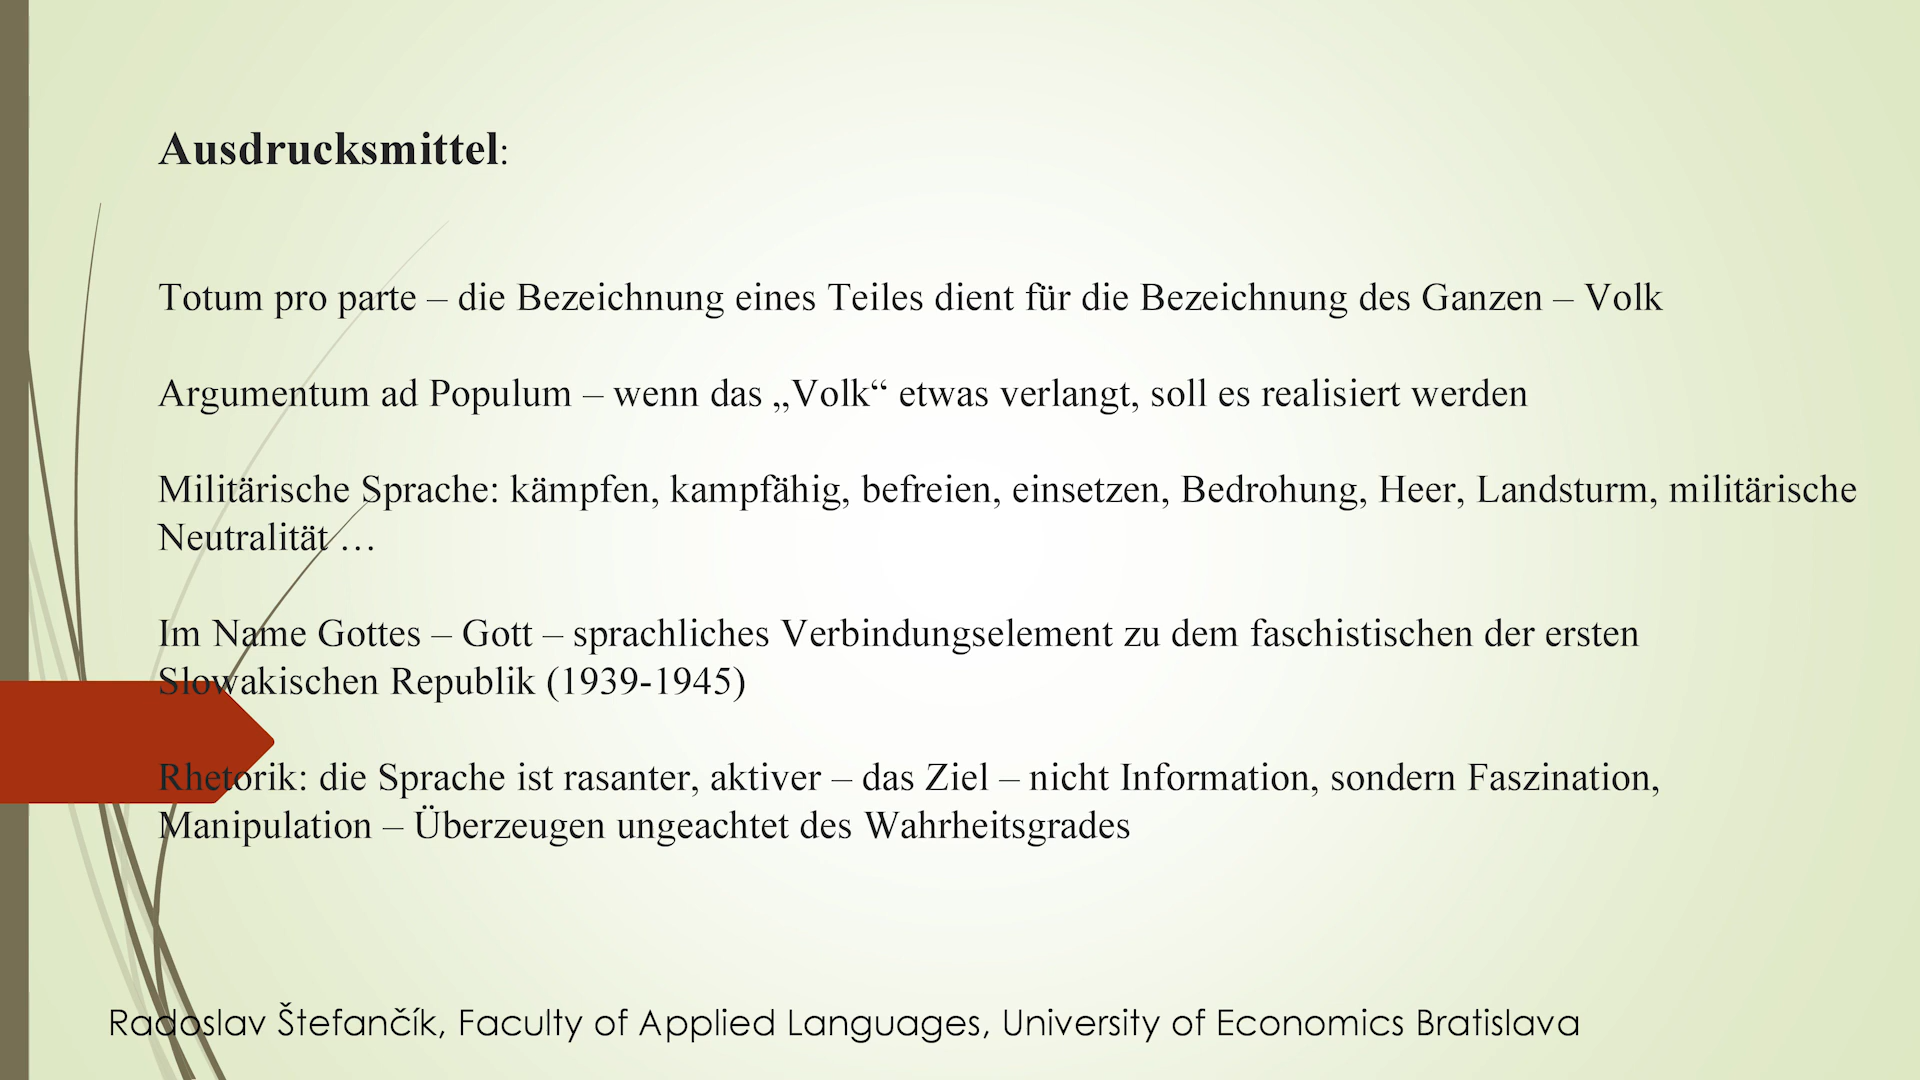 Ausdrucksmittel:
Totum pro parte – die Bezeichnung eines Teiles dient für die Bezeichnung des Ganzen – Volk
Argumentum ad Populum – wenn das „Volk“ etwas verlangt, soll es realisiert werden
Militärische Sprache: kämpfen, kampfähig, befreien, einsetzen, Bedrohung, Heer, Landsturm, militärische
Neutralität …
Im Name Gottes – Gott – sprachliches Verbindungselement zu dem faschistischen der ersten
Slowakischen Republik (1939-1945)
Rhetorik: die Sprache ist rasanter, aktiver – das Ziel – nicht Information, sondern Faszination,
Manipulation – Überzeugen ungeachtet des Wahrheitsgrades
Radoslav Štefančík, Faculty of Applied Languages, University of Economics Bratislava